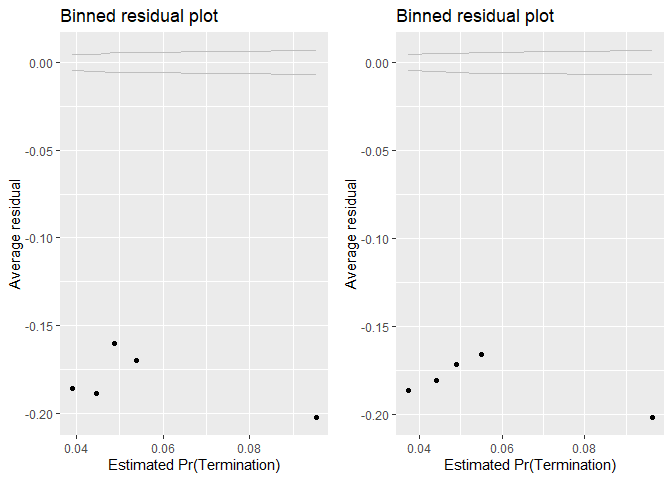 Binned residual plot
Average residual
0.00
-0.05
-0.10
-0.15
-0.20
0.04
0.06
0.08
Estimated Pr(Termination)
Binned residual plot
Average residual
0.00
-0.05
-0.10
-0.15
-0.20
0.04
0.06
0.08
Estimated Pr(Termination)